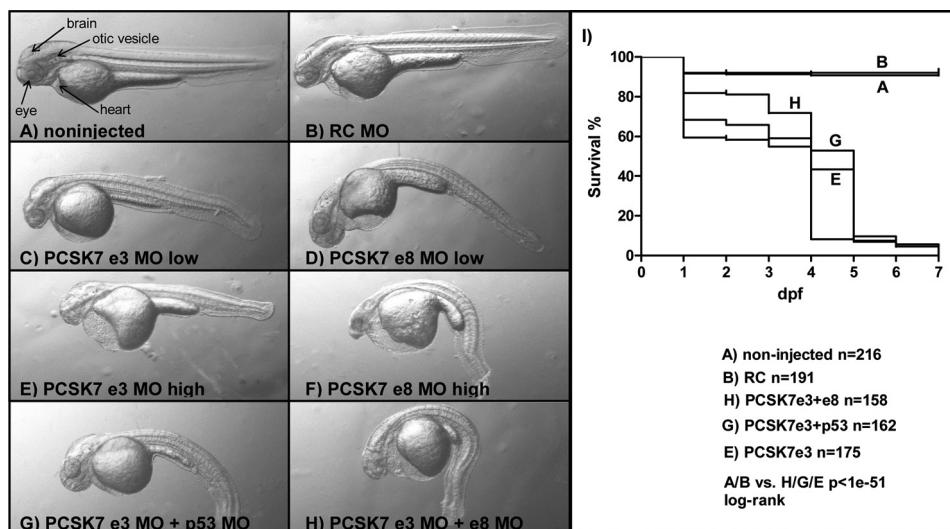 brain
otic vesicle
eye
heart
A) noninjected
B) RC MO
C) PCSK7 e3 MO low
D) PCSK7 e8 MO low
E) PCSK7 e3 MO high
F) PCSK7 e8 MO high
G) PCSK7 e3 MO + p53 MO
H) PCSK7 e3 MO + e8 MO
I)
100
80
60
40
20
0
Survival %
B
A
H
G
E
0 1 2 3 4 5 6 7
dpf
A) non-injected n=216
B) RC n=191
H) PCSK7e3+e8 n=158
G) PCSK7e3+p53 n=162
E) PCSK7e3 n=175
A/B vs. H/G/E p<1e-51
log-rank